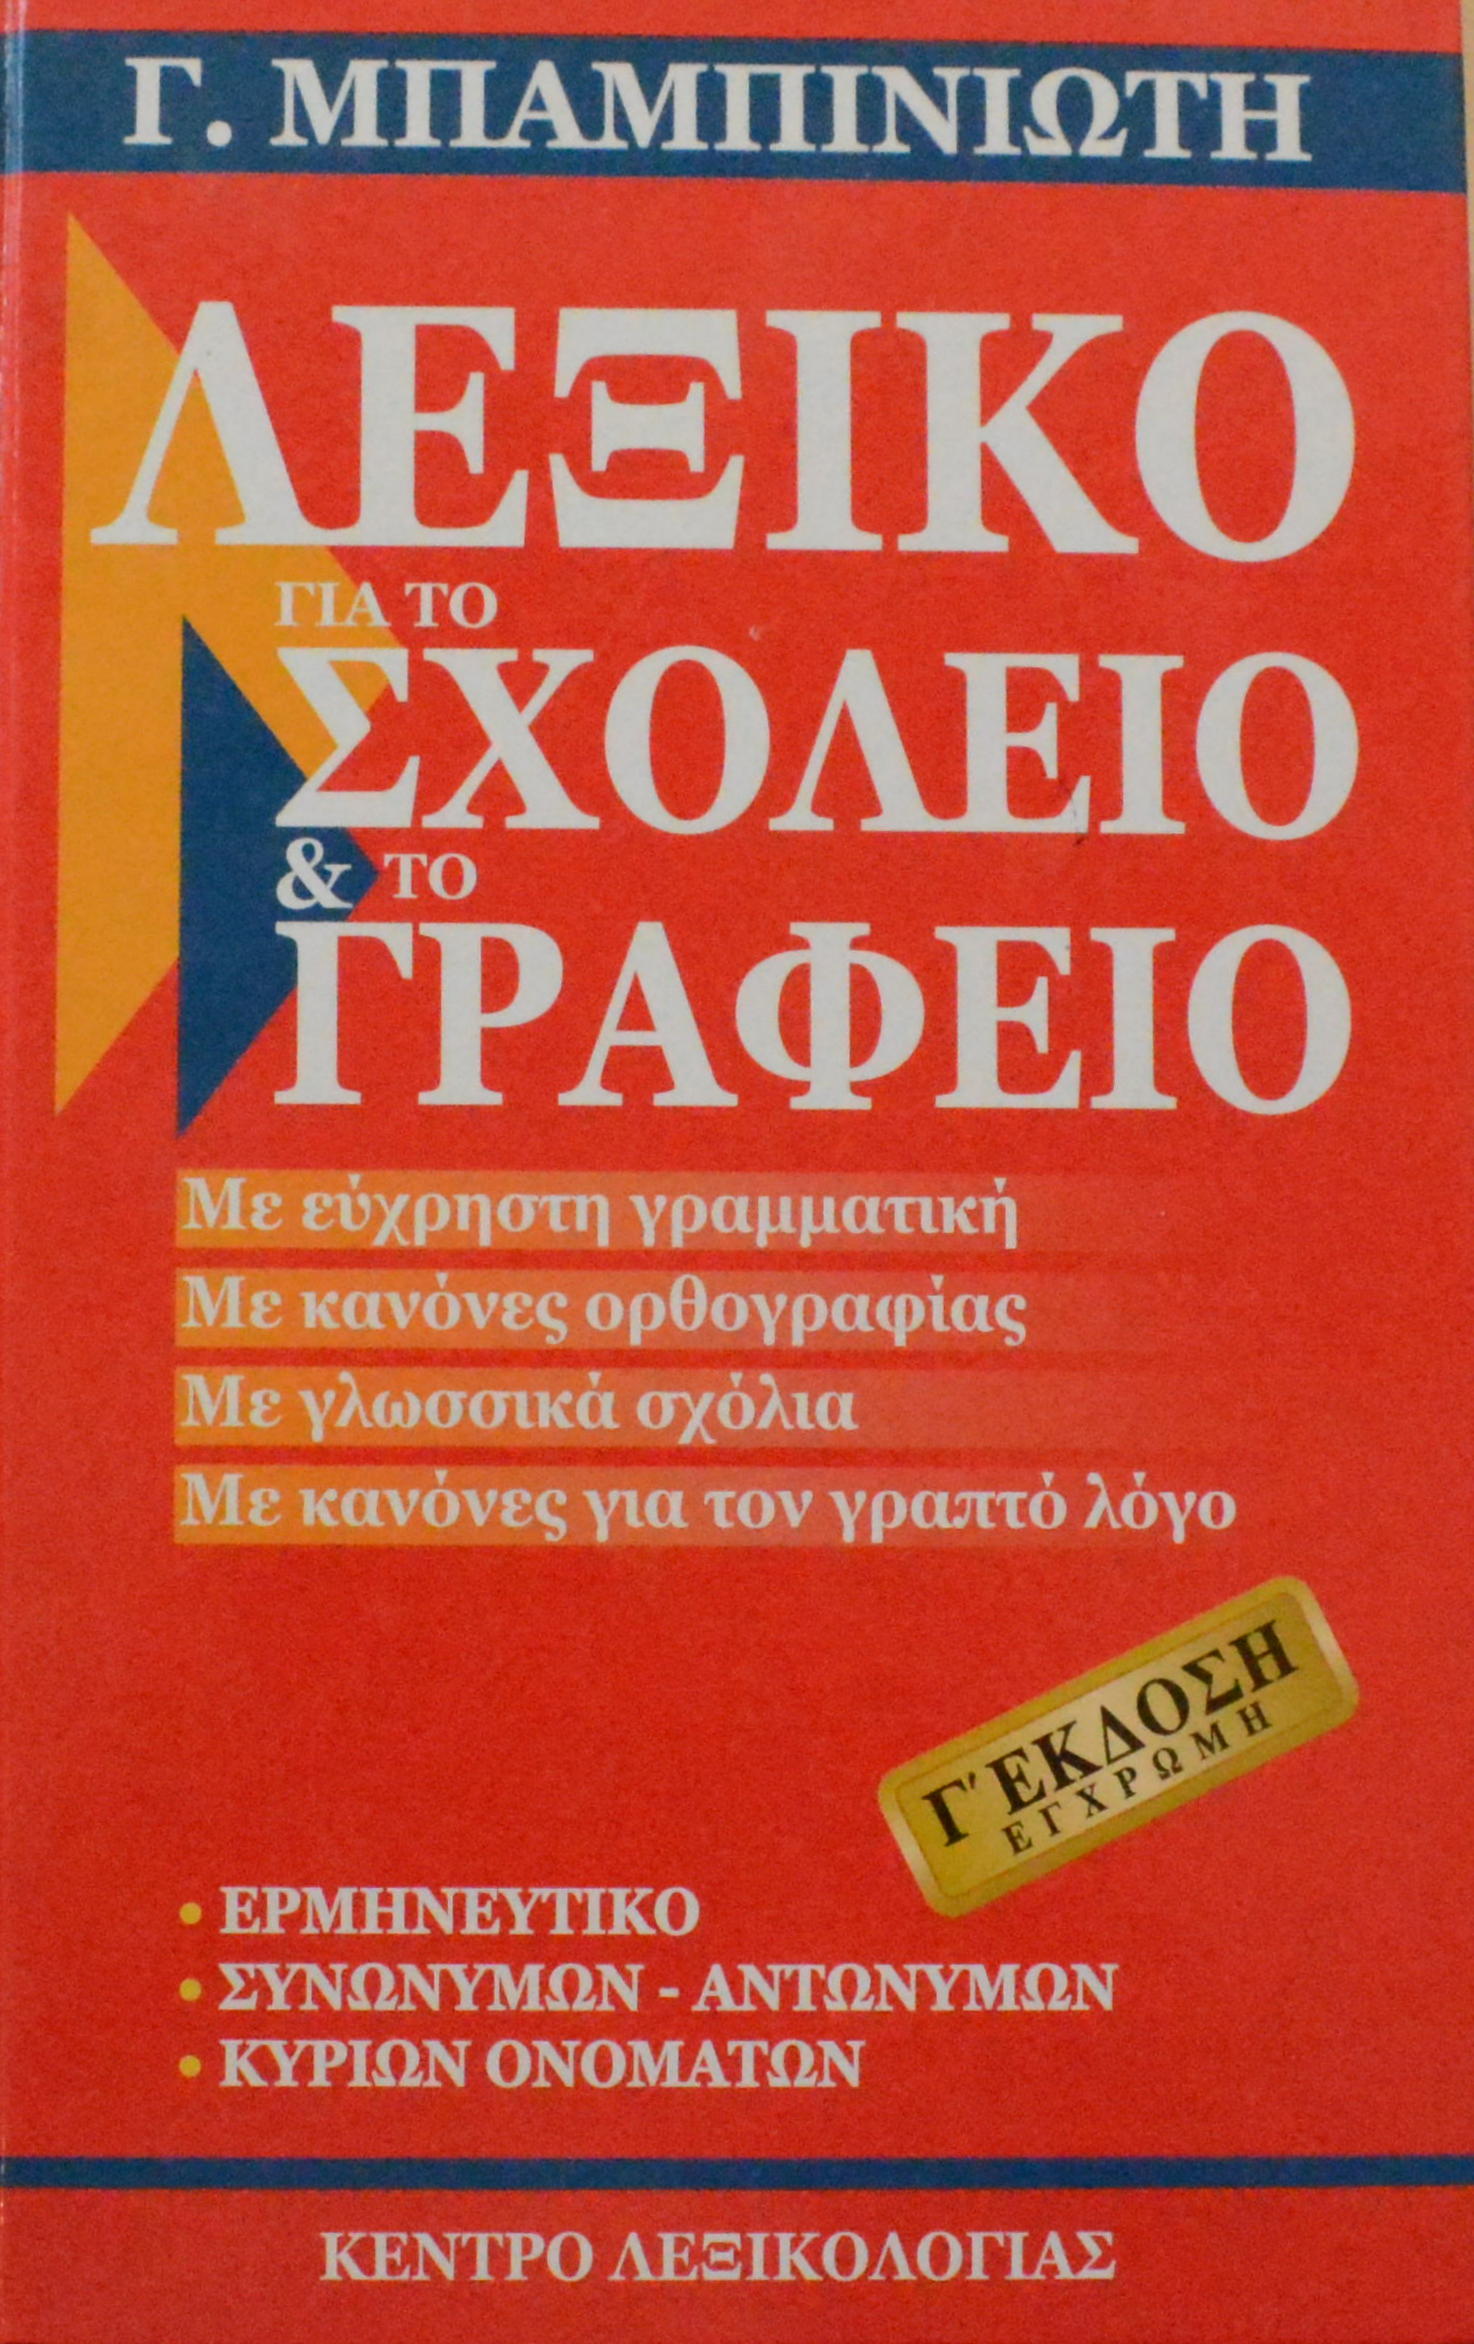 Γ. ΜΠΑΜΠΙΝΙΩΤΗ
ΛΕΞΙΚΟ
ΓΙΑ ΤΟ
ΣΧΟΛΕΙΟ
& ΤΟ
ΓΡΑΦΕΙΟ
Με εύχρηστη γραμματική
Με κανόνες ορθογραφίας
Με γλωσσικά σχόλια
Με κανόνες για τον γραπτό λόγο
Γ' ΕΚΔΟΣΗ
ΕΓΧΡΩΜΗ
• ΕΡΜΗΝΕΥΤΙΚΟ
• ΣΥΝΩΝΥΜΩΝ - ΑΝΤΩΝΥΜΩΝ
• ΚΥΡΙΩΝ ΟΝΟΜΑΤΩΝ
ΚΕΝΤΡΟ ΛΕΞΙΚΟΛΟΓΙΑΣ